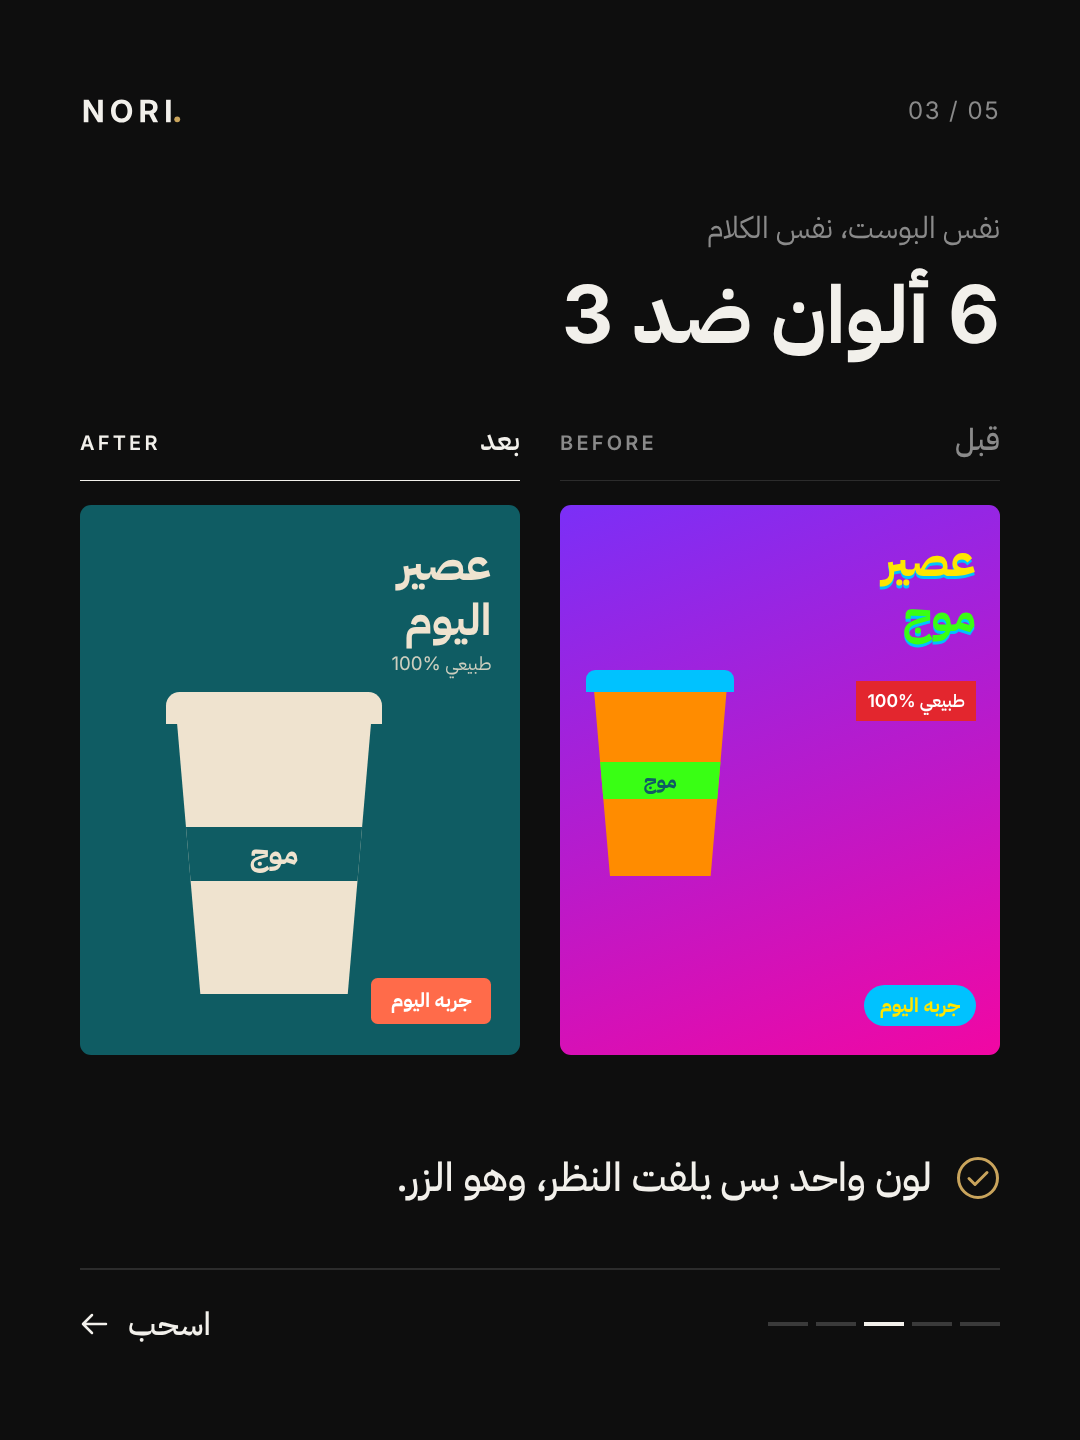 NORI.
03 / 05
نفس البوست، نفس الكلام
6 ألوان ضد 3
قبل
BEFORE
بعد
AFTER
عصير
موج
طبيعي 100%
موج
جربه اليوم
عصير
اليوم
طبيعي 100%
موج
جربه اليوم
لون واحد بس يلفت النظر، وهو الزر.
اسحب